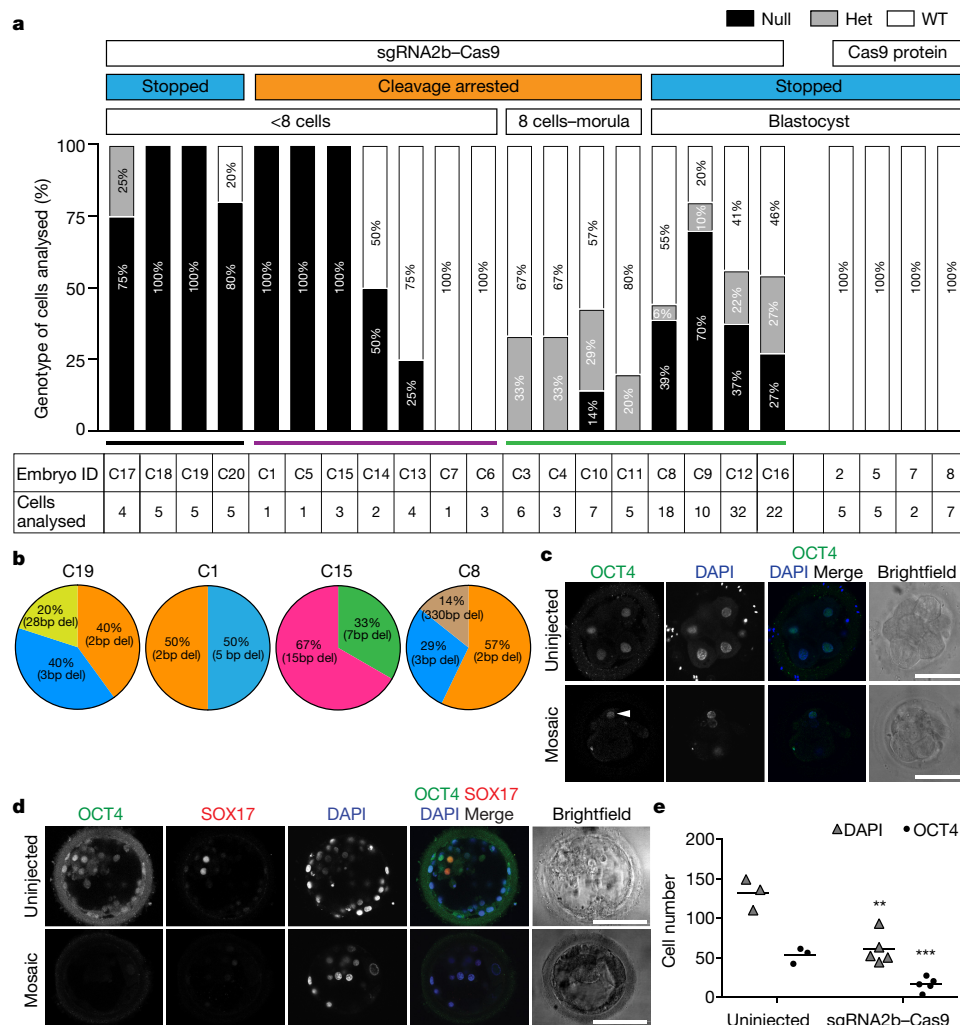 a
Null Het WT
sgRNA2b–Cas9 Cas9 protein
Stopped Cleavage arrested Stopped
<8 cells 8 cells–morula Blastocyst
Genotype of cells analysed (%)
100
75
50
25
0
25% 75%
100%
100%
20% 80%
100%
100%
100%
50% 50%
75% 25%
100%
100%
67% 33%
67% 33%
57% 29% 14%
80% 20%
55% 6% 39%
20% 10% 70%
41% 22% 37%
46% 27% 27%
100%
100%
100%
100%
Embryo ID C17 C18 C19 C20 C1 C5 C15 C14 C13 C7 C6 C3 C4 C10 C11 C8 C9 C12 C16 2 5 7 8
Cells analysed 4 5 5 5 1 1 3 2 4 1 3 6 3 7 5 18 10 32 22 5 5 2 7
b
C19
20%
(28bp del)
40%
(2bp del)
40%
(3bp del)
C1
50%
(2bp del)
50%
(5 bp del)
C15
33%
(7bp del)
67%
(15bp del)
C8
14%
(330bp del)
29%
(3bp del)
57%
(2bp del)
c
OCT4 DAPI OCT4 DAPI Merge Brightfield
Uninjected
Mosaic
d
OCT4 SOX17 DAPI OCT4 SOX17 DAPI Merge Brightfield
Uninjected
Mosaic
e
DAPI OCT4
Cell number
200
150
100
50
0
**
***
Uninjected sgRNA2b–Cas9